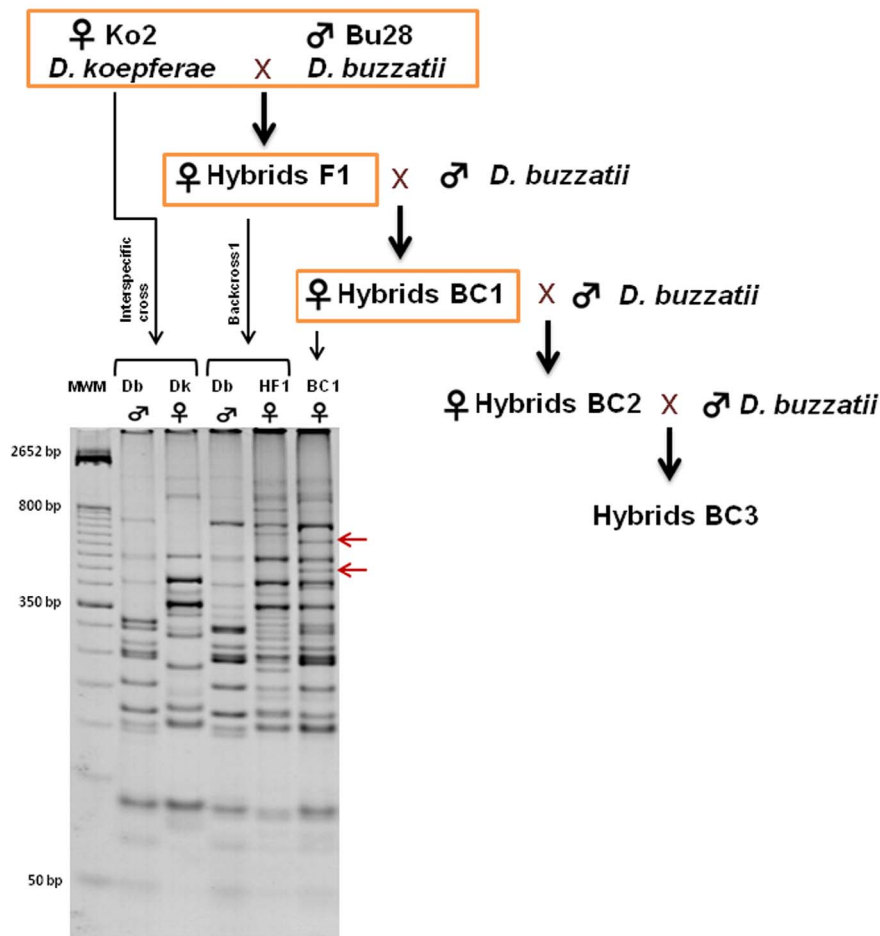 ♀ Ko2 ♂ Bu28
D. koepferae X D. buzzatii
♀ Hybrids F1 X ♂ D. buzzatii
Interspecific
cross
Backcross1
♀ Hybrids BC1 X ♂ D. buzzatii
MWM Db Dk Db HF1 BC1
♂ ♀ ♂ ♀ ♀
♀ Hybrids BC2 X ♂ D. buzzatii
Hybrids BC3
2652 bp
800 bp
350 bp
50 bp